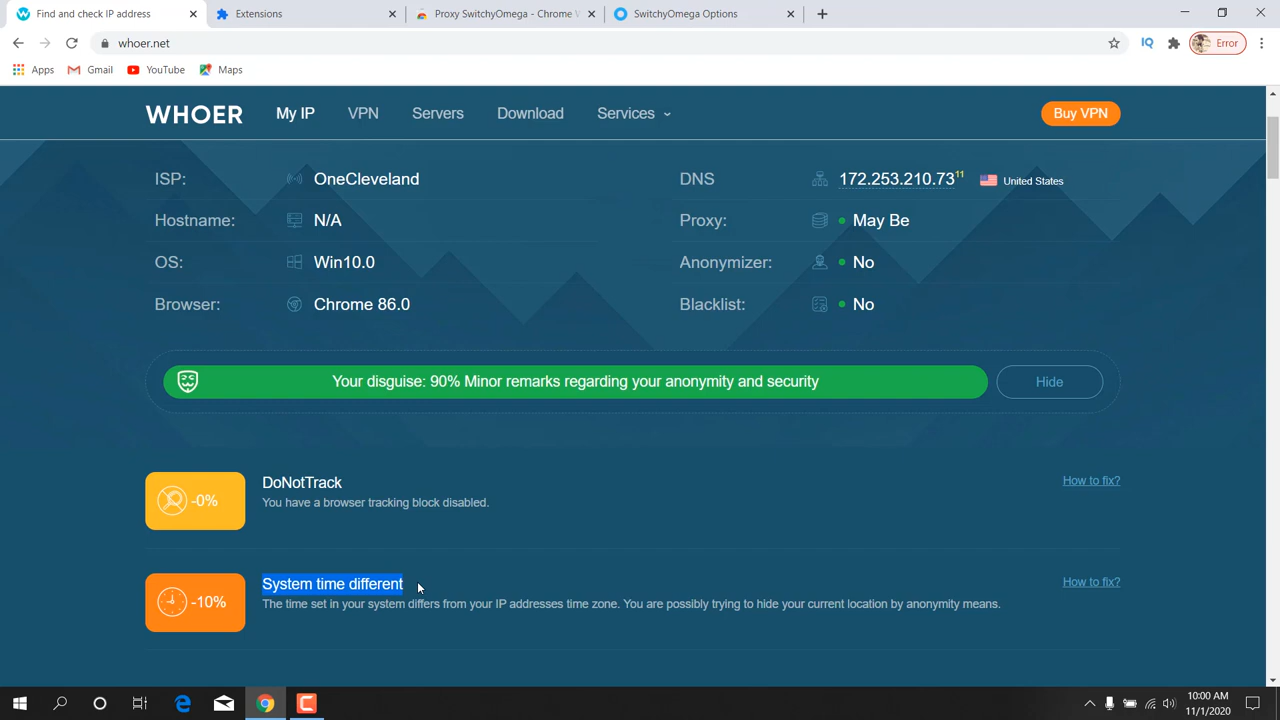 Find and check IP address
Extensions
Proxy SwitchyOmega - Chrome W
SwitchyOmega Options
whoer.net
IQ
Error
Apps
Gmail
YouTube
Maps
WHOER
My IP
VPN
Servers
Download
Services
Buy VPN
ISP:
OneCleveland
DNS
172.253.210.73
11
United States
Hostname:
N/A
Proxy:
May Be
OS:
Win10.0
Anonymizer:
No
Browser:
Chrome 86.0
Blacklist:
No
Your disguise: 90% Minor remarks regarding your anonymity and security
Hide
-0%
DoNotTrack
You have a browser tracking block disabled.
How to fix?
-10%
System time different
The time set in your system differs from your IP addresses time zone. You are possibly trying to hide your current location by anonymity means.
How to fix?
10:00 AM
11/1/2020